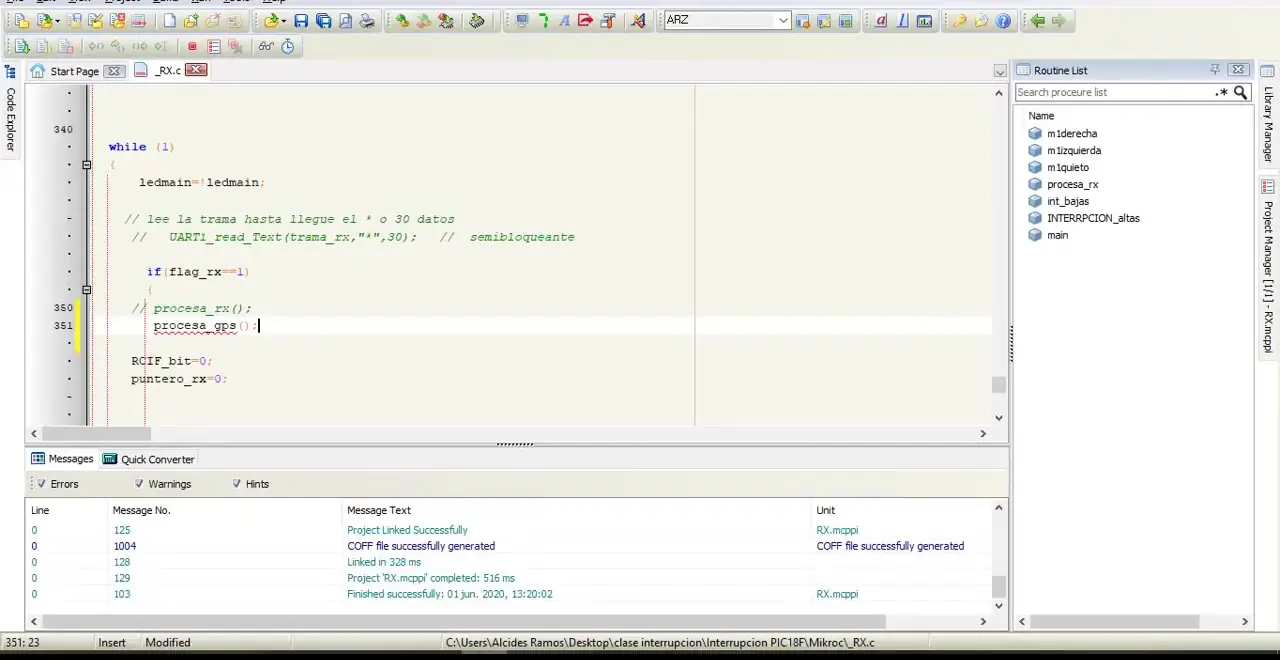 ARZ
Start Page
_RX.c
Routine List
Code Explorer
Search proceure list
.*
Library Manager
Project Manager [1/1] - RX.mcppi
Name
m1derecha
m1izquierda
m1quieto
procesa_rx
int_bajas
INTERRPCION_altas
main
340
while (1)
{
ledmain=!ledmain;
// lee la trama hasta llegue el * o 30 datos
// UART1_read_Text(trama_rx,"*",30); // semibloqueante
if(flag_rx==1)
{
350 // procesa_rx();
351 procesa_gps();
RCIF_bit=0;
puntero_rx=0;
Messages Quick Converter
Errors Warnings Hints
Line Message No. Message Text Unit
0 125 Project Linked Successfully RX.mcppi
0 1004 COFF file successfully generated COFF file successfully generated
0 128 Linked in 328 ms
0 129 Project 'RX.mcppi' completed: 516 ms
0 103 Finished successfully: 01 jun. 2020, 13:20:02 RX.mcppi
351: 23 Insert Modified C:\Users\Alcides Ramos\Desktop\clase interrupcion\Interrupcion PIC18F\Mikroc\_RX.c